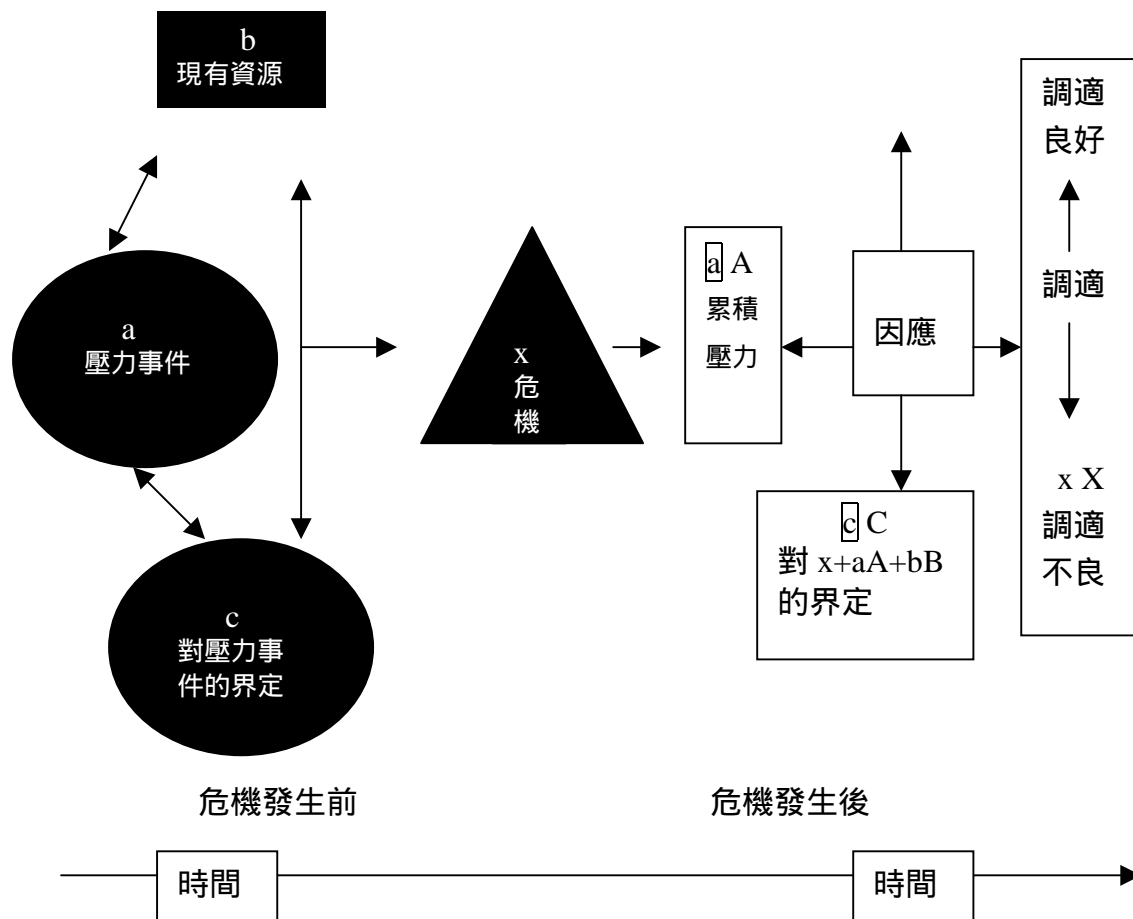 b
現有資源
a
壓力事件
c
對壓力事
件的界定
x
危
機
a A
累積
壓力
因應
c C
對 x+aA+bB
的界定
調適
良好
調適
x X
調適
不良
危機發生前
危機發生後
時間
時間